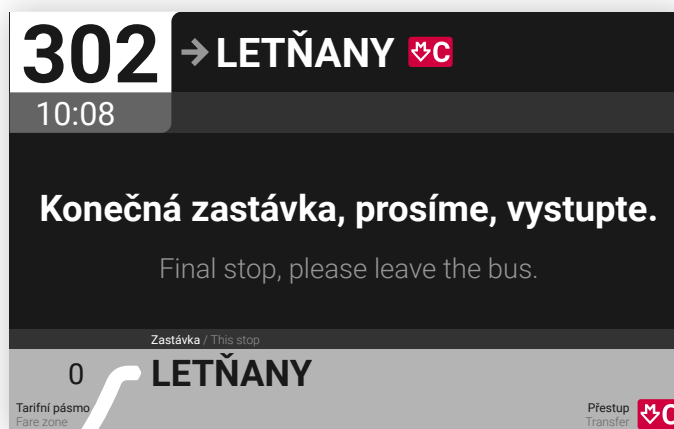 302 → LETŇANY C
10:08
Konečná zastávka, prosíme, vystupte.
Final stop, please leave the bus.
Zastávka / This stop
0 LETŇANY
Tarifní pásmo
Fare zone
Přestup C
Transfer